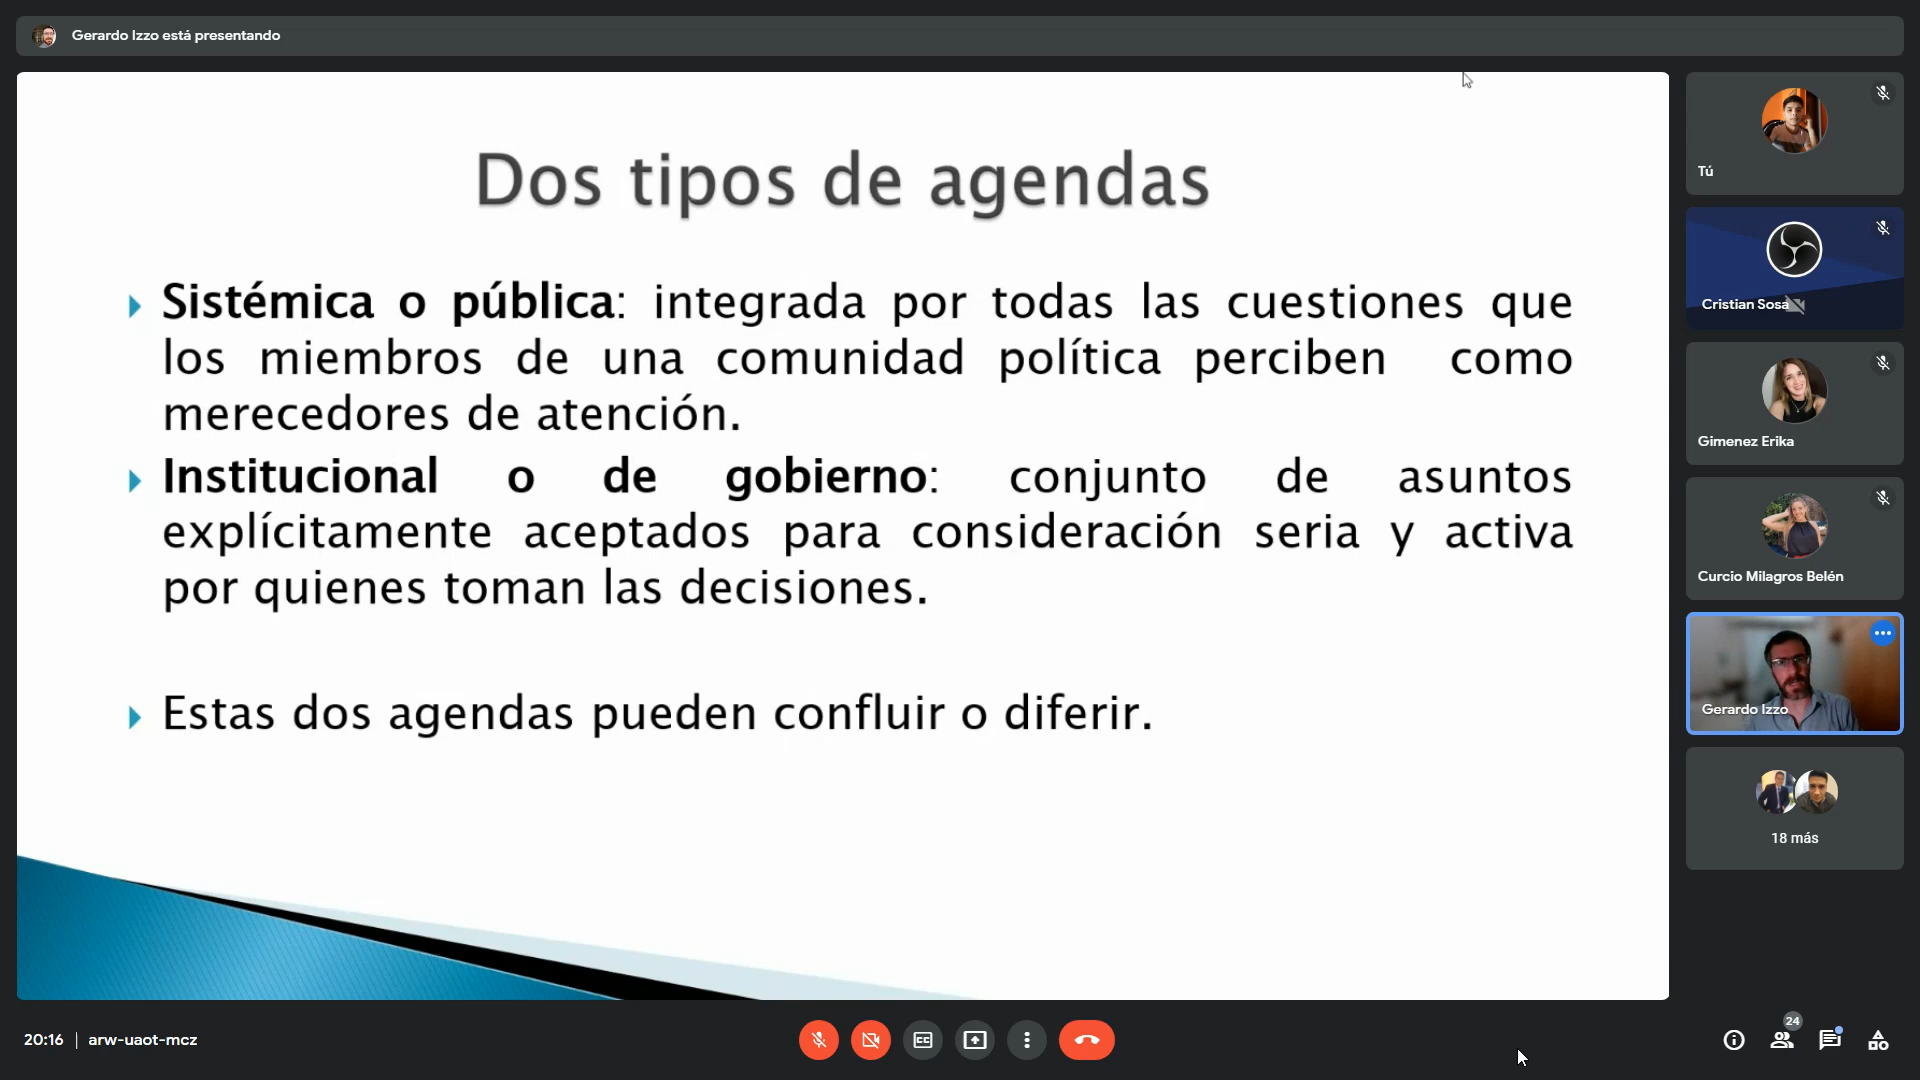 Gerardo Izzo está presentando
Dos tipos de agendas
Sistémica o pública: integrada por todas las cuestiones que
los miembros de una comunidad política perciben como
merecedores de atención.
Institucional o de gobierno: conjunto de asuntos
explícitamente aceptados para consideración seria y activa
por quienes toman las decisiones.
Estas dos agendas pueden confluir o diferir.
Tú
Cristian Sosa
Gimenez Erika
Curcio Milagros Belén
Gerardo Izzo
18 más
20:16 | arw-uaot-mcz
24